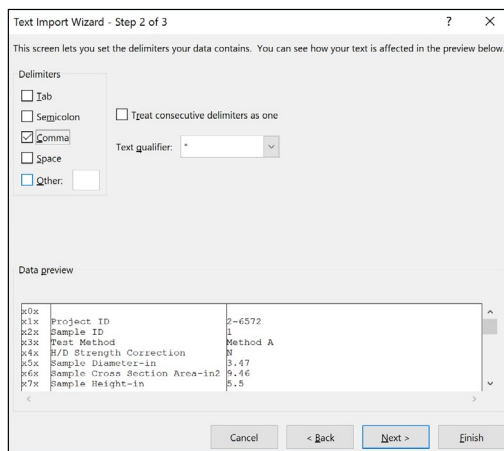 Text Import Wizard - Step 2 of 3 ? X
This screen lets you set the delimiters your data contains. You can see how your text is affected in the preview below.
Delimiters
Tab
Semicolon
Comma
Space
Other:
Treat consecutive delimiters as one
Text qualifier: "
Data preview
x0x
x1x Project ID 2-6572
x2x Sample ID 1
x3x Test Method Method A
x4x H/D Strength Correction N
x5x Sample Diameter-in 3.47
x6x Sample Cross Section Area-in2 9.46
x7x Sample Height-in 5.5
Cancel < Back Next > Finish